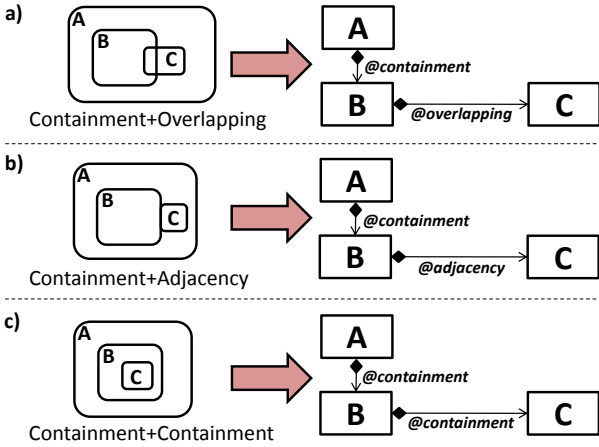 a)
A
B
C
Containment+Overlapping
A
@containment
B
@overlapping
C
b)
A
B
C
Containment+Adjacency
A
@containment
B
@adjacency
C
c)
A
B
C
Containment+Containment
A
@containment
B
@containment
C